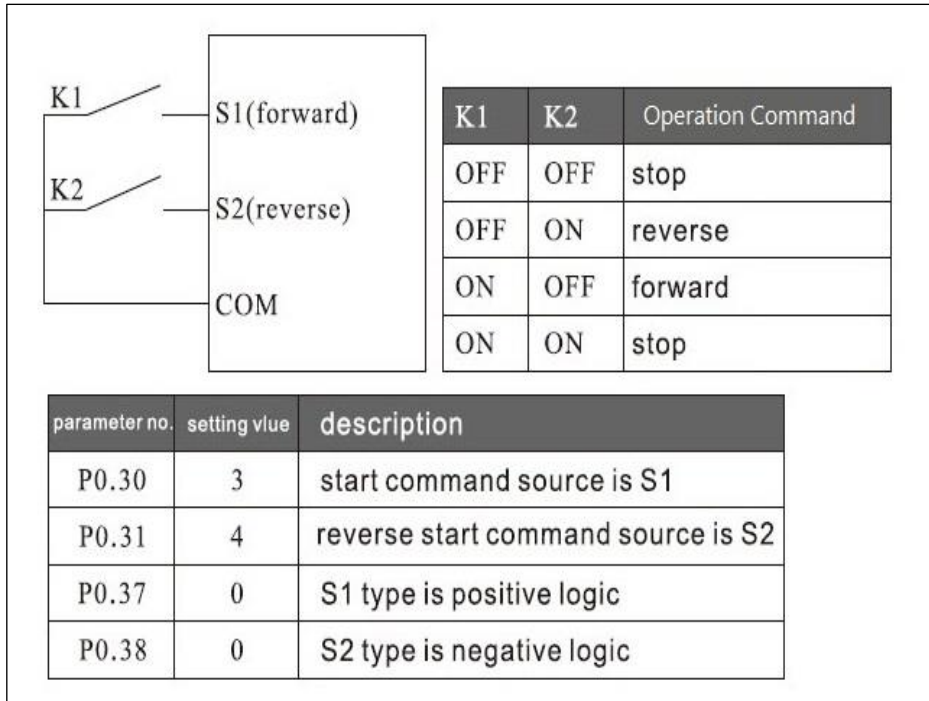 K1
S1(forward)
K2
S2(reverse)
COM
K1 K2 Operation Command
OFF OFF stop
OFF ON reverse
ON OFF forward
ON ON stop
parameter no. setting vlue description
P0.30 3 start command source is S1
P0.31 4 reverse start command source is S2
P0.37 0 S1 type is positive logic
P0.38 0 S2 type is negative logic